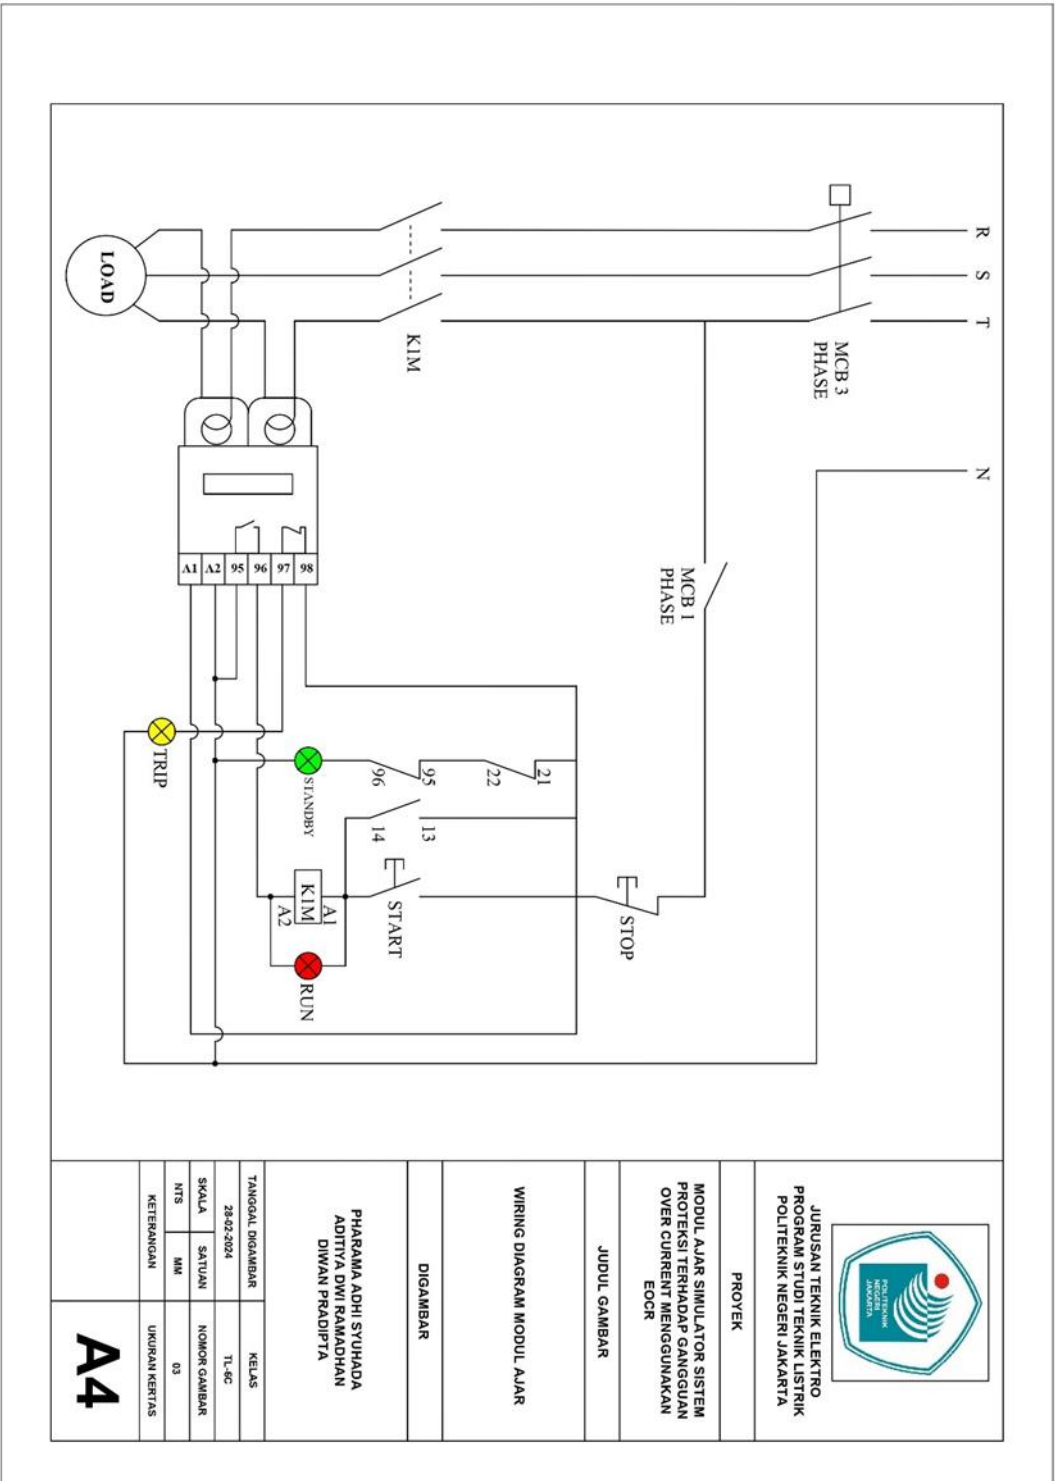 R
S
T
N
MCB 3
PHASE
MCB 1
PHASE
K1M
LOAD
A1
A2
95
96
97
98
TRIP
STANDBY
96
95
22
21
14
13
START
STOP
K1M
A1
A2
RUN
POLITEKNIK
NEGERI
JAKARTA
JURUSAN TEKNIK ELEKTRO
PROGRAM STUDI TEKNIK LISTRIK
POLITEKNIK NEGERI JAKARTA
PROYEK
MODUL AJAR SIMULATOR SISTEM
PROTEKSI TERHADAP GANGGUAN
OVER CURRENT MENGGUNAKAN
EOCR
JUDUL GAMBAR
WIRING DIAGRAM MODUL AJAR
DIGAMBAR
PHARAMA ADHI SYUHADA
ADITIYA DWI RAMADHAN
DIWAN PRADIPTA
TANGGAL DIGAMBAR
KELAS
28-02-2024
TL-6C
SKALA
SATUAN
NOMOR GAMBAR
NTS
MM
03
KETERANGAN
UKURAN KERTAS
A4